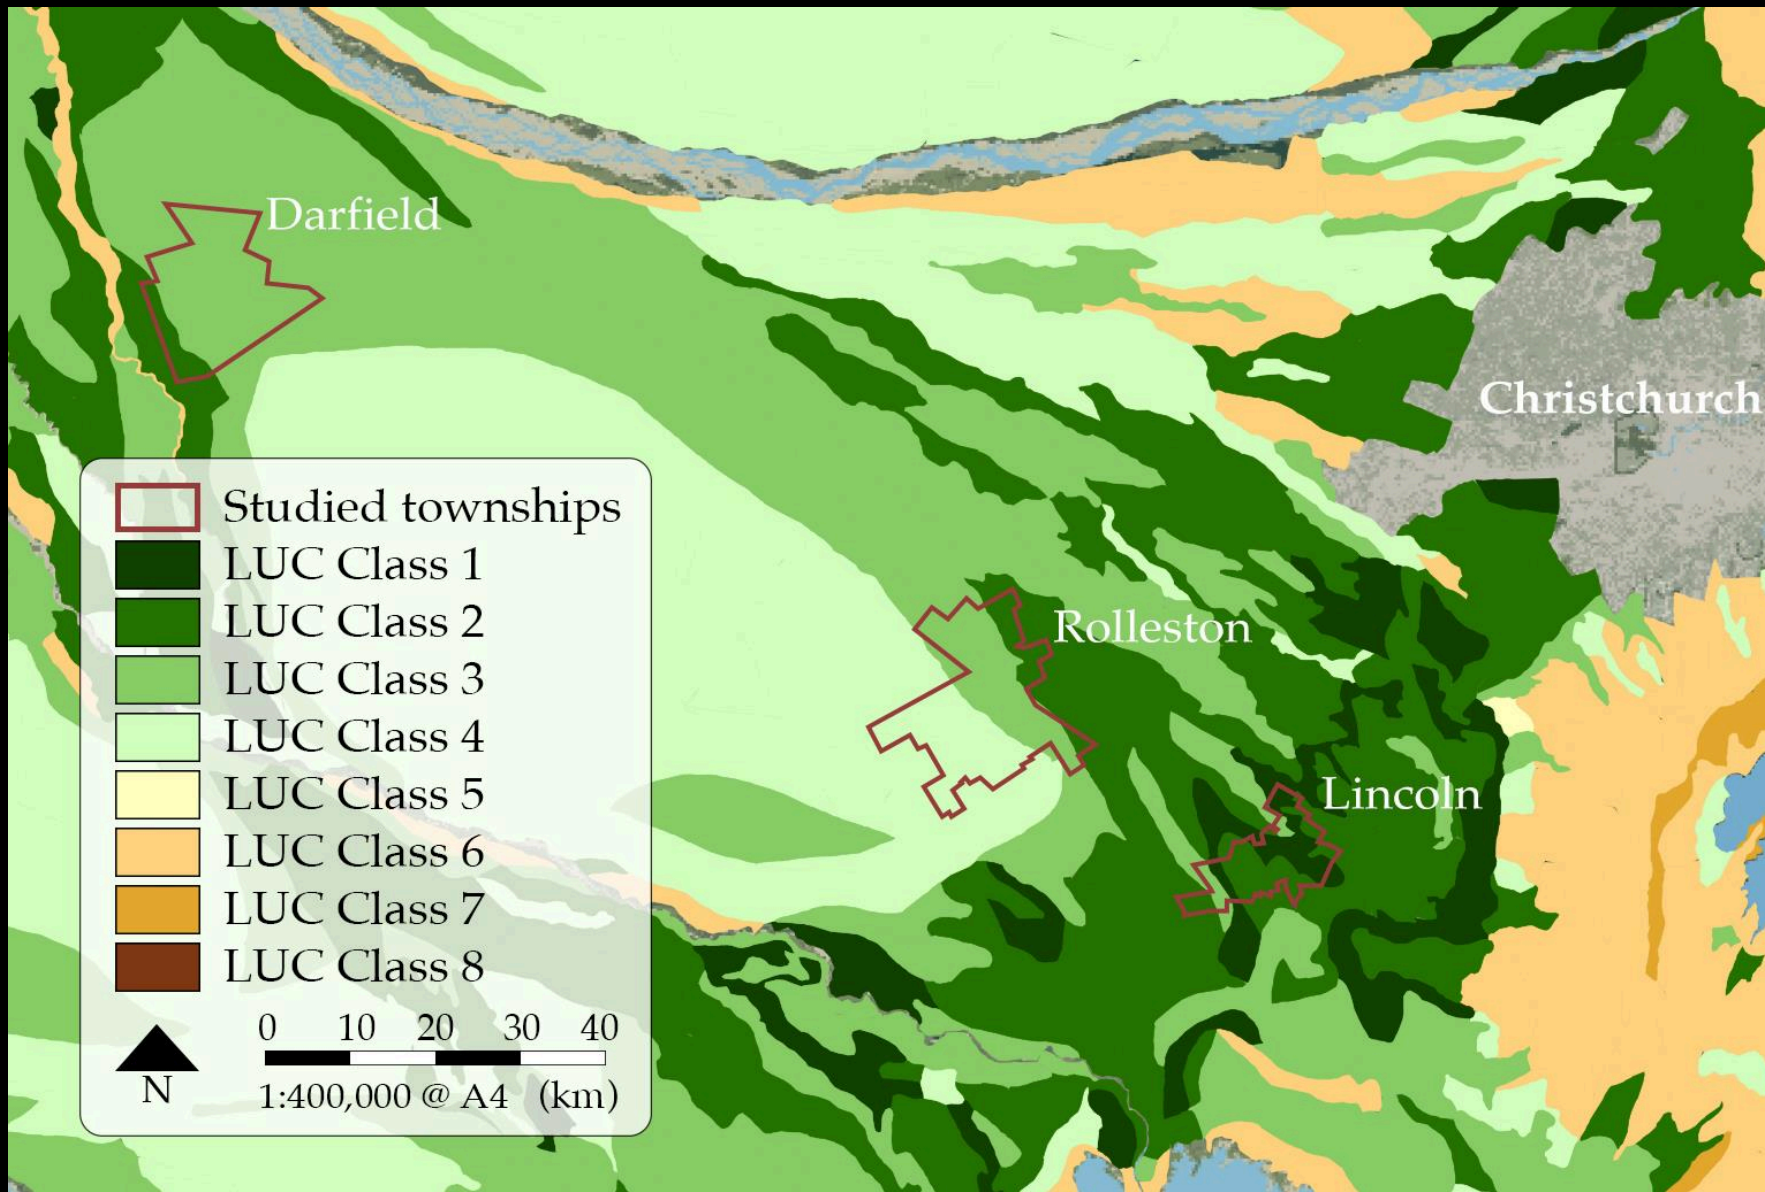 Darfield
Christchurch
Rolleston
Lincoln
Studied townships
LUC Class 1
LUC Class 2
LUC Class 3
LUC Class 4
LUC Class 5
LUC Class 6
LUC Class 7
LUC Class 8
0 10 20 30 40
N 1:400,000 @ A4 (km)